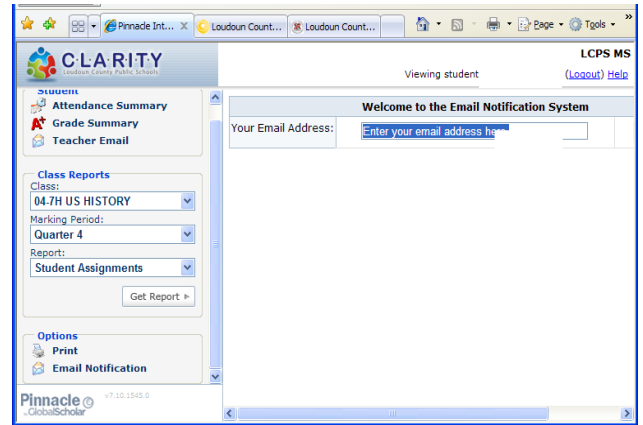 Pinnacle Int... X
Loudoun Count...
Loudoun Count...
Page
Tools
»
CLARITY
Loudoun County Public Schools
LCPS MS
Viewing student
(Logout) Help
Student
Attendance Summary
A+ Grade Summary
Teacher Email
Class Reports
Class:
04-7H US HISTORY
Marking Period:
Quarter 4
Report:
Student Assignments
Get Report
Options
Print
Email Notification
Pinnacle
GlobalScholar
v7.10.1545.0
Welcome to the Email Notification System
Your Email Address:
Enter your email address here